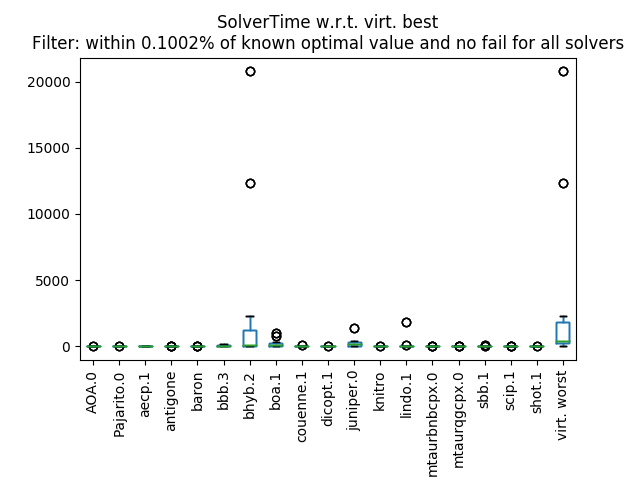 SolverTime w.r.t. virt. best
Filter: within 0.1002% of known optimal value and no fail for all solvers
20000
15000
10000
5000
0
AOA.0
Pajarito.0
aecp.1
antigone
baron
bbb.3
bhyb.2
boa.1
couenne.1
dicopt.1
juniper.0
knitro
lindo.1
mtaurbnbcpx.0
mtaurqgcpx.0
sbb.1
scip.1
shot.1
virt. worst